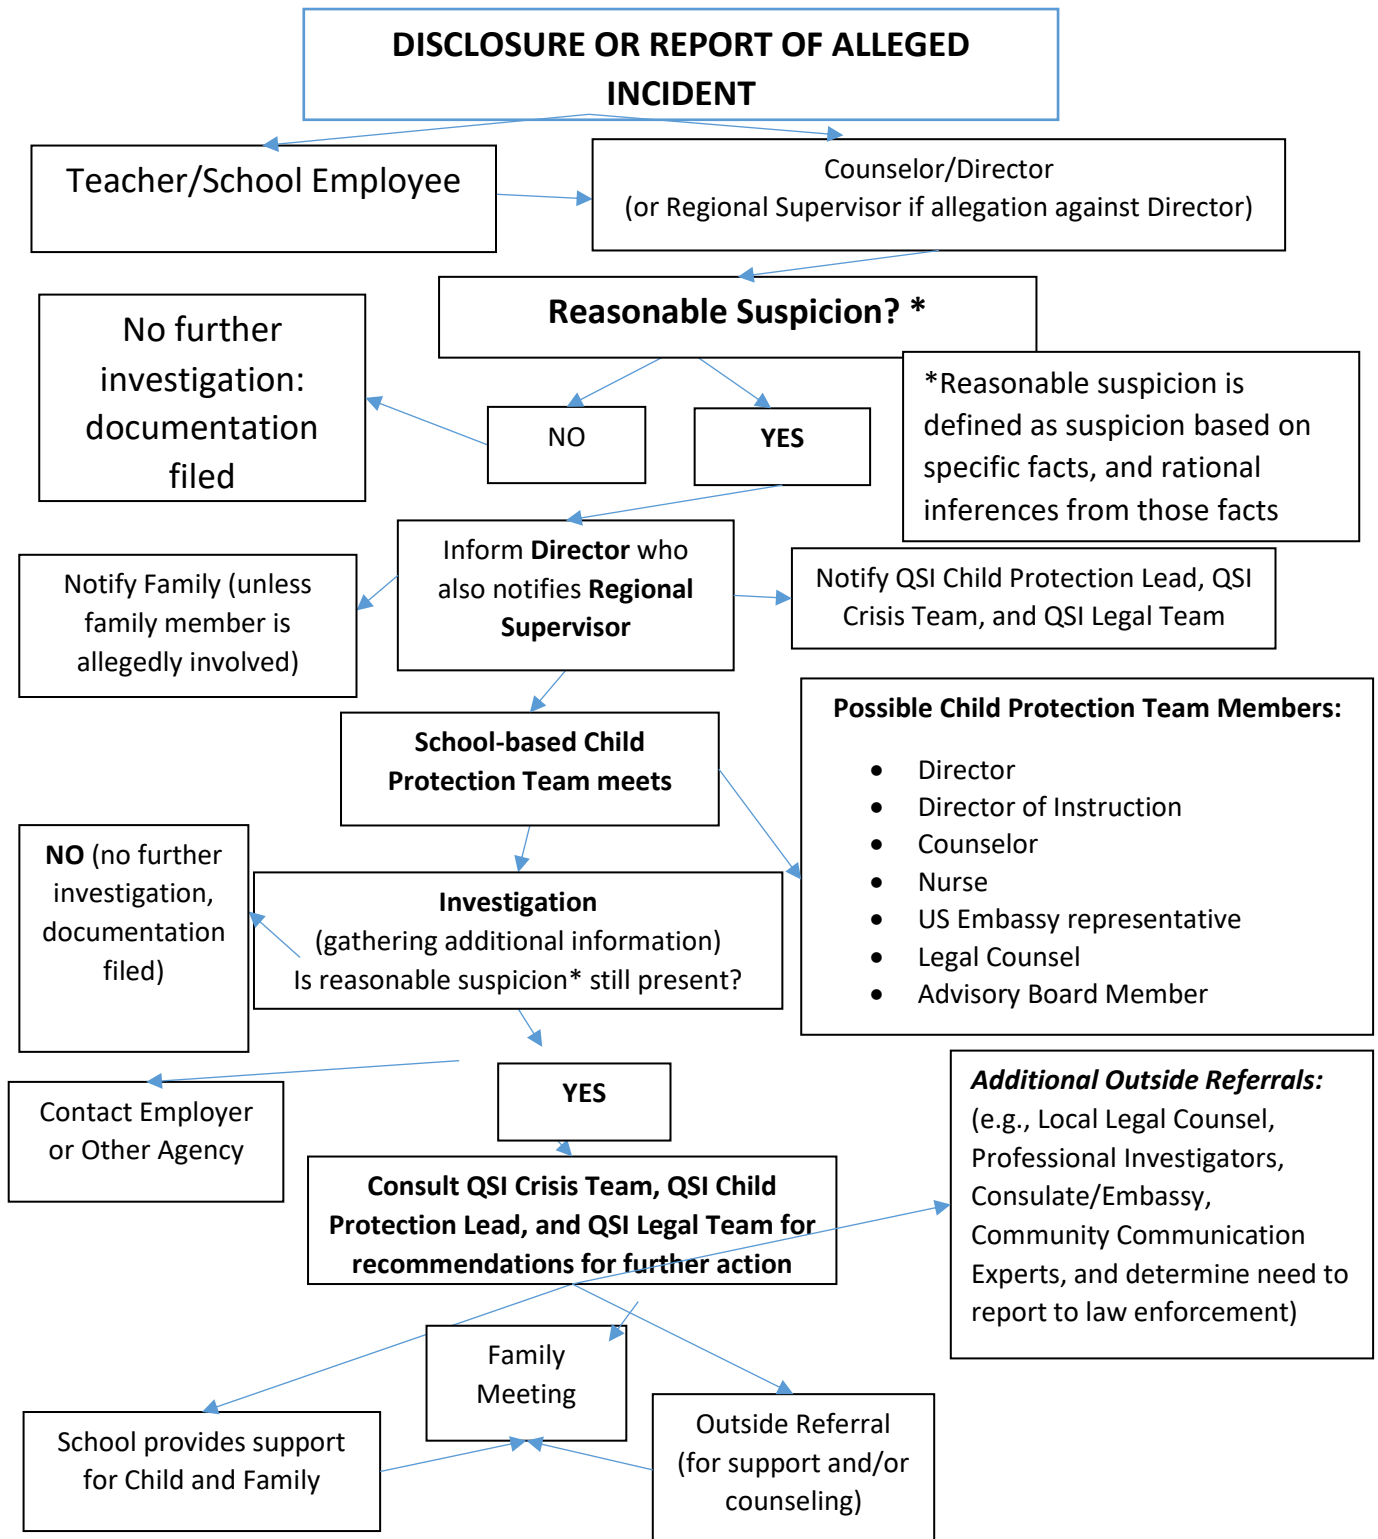 DISCLOSURE OR REPORT OF ALLEGED
INCIDENT
Teacher/School Employee
Counselor/Director
(or Regional Supervisor if allegation against Director)
Reasonable Suspicion? *
No further
investigation:
documentation
filed
NO
YES
*Reasonable suspicion is
defined as suspicion based on
specific facts, and rational
inferences from those facts
Notify Family (unless
family member is
allegedly involved)
Inform Director who
also notifies Regional
Supervisor
Notify QSI Child Protection Lead, QSI
Crisis Team, and QSI Legal Team
School-based Child
Protection Team meets
Possible Child Protection Team Members:
• Director
• Director of Instruction
• Counselor
• Nurse
• US Embassy representative
• Legal Counsel
• Advisory Board Member
NO (no further
investigation,
documentation
filed)
Investigation
(gathering additional information)
Is reasonable suspicion* still present?
Contact Employer
or Other Agency
YES
Additional Outside Referrals:
(e.g., Local Legal Counsel,
Professional Investigators,
Consulate/Embassy,
Community Communication
Experts, and determine need to
report to law enforcement)
Consult QSI Crisis Team, QSI Child
Protection Lead, and QSI Legal Team for
recommendations for further action
Family
Meeting
School provides support
for Child and Family
Outside Referral
(for support and/or
counseling)